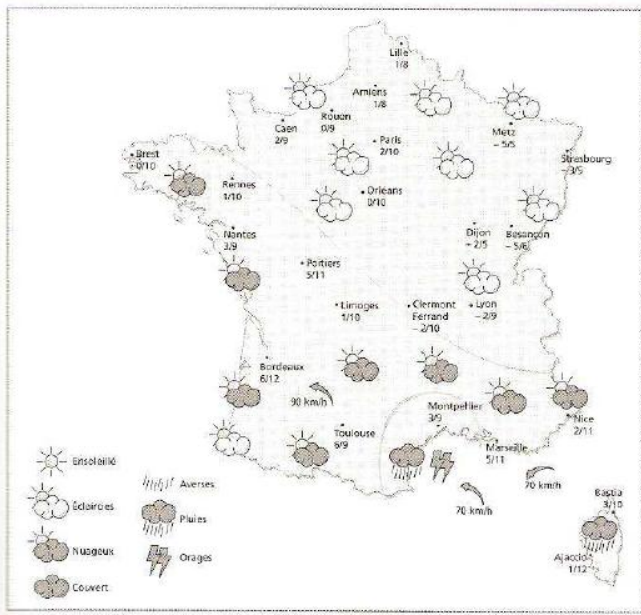 Lille
1/8
Amiens
1/8
Rouen
0/9
Caen
2/9
Paris
2/10
Metz
– 5/5
Strasbourg
– 3/5
Brest
0/10
Rennes
1/10
Orléans
0/10
Nantes
3/9
Dijon
– 2/5
Besançon
– 5/6
Poitiers
5/11
Limoges
1/10
Clermont
Ferrand
– 2/10
Lyon
– 2/9
Bordeaux
6/12
90 km/h
Toulouse
6/9
Montpellier
3/9
Marseille
5/11
Nice
2/11
70 km/h
70 km/h
Bastia
3/10
Ajaccio
1/12
Ensoleillé
Éclaircies
Nuageux
Couvert
Averses
Pluies
Orages